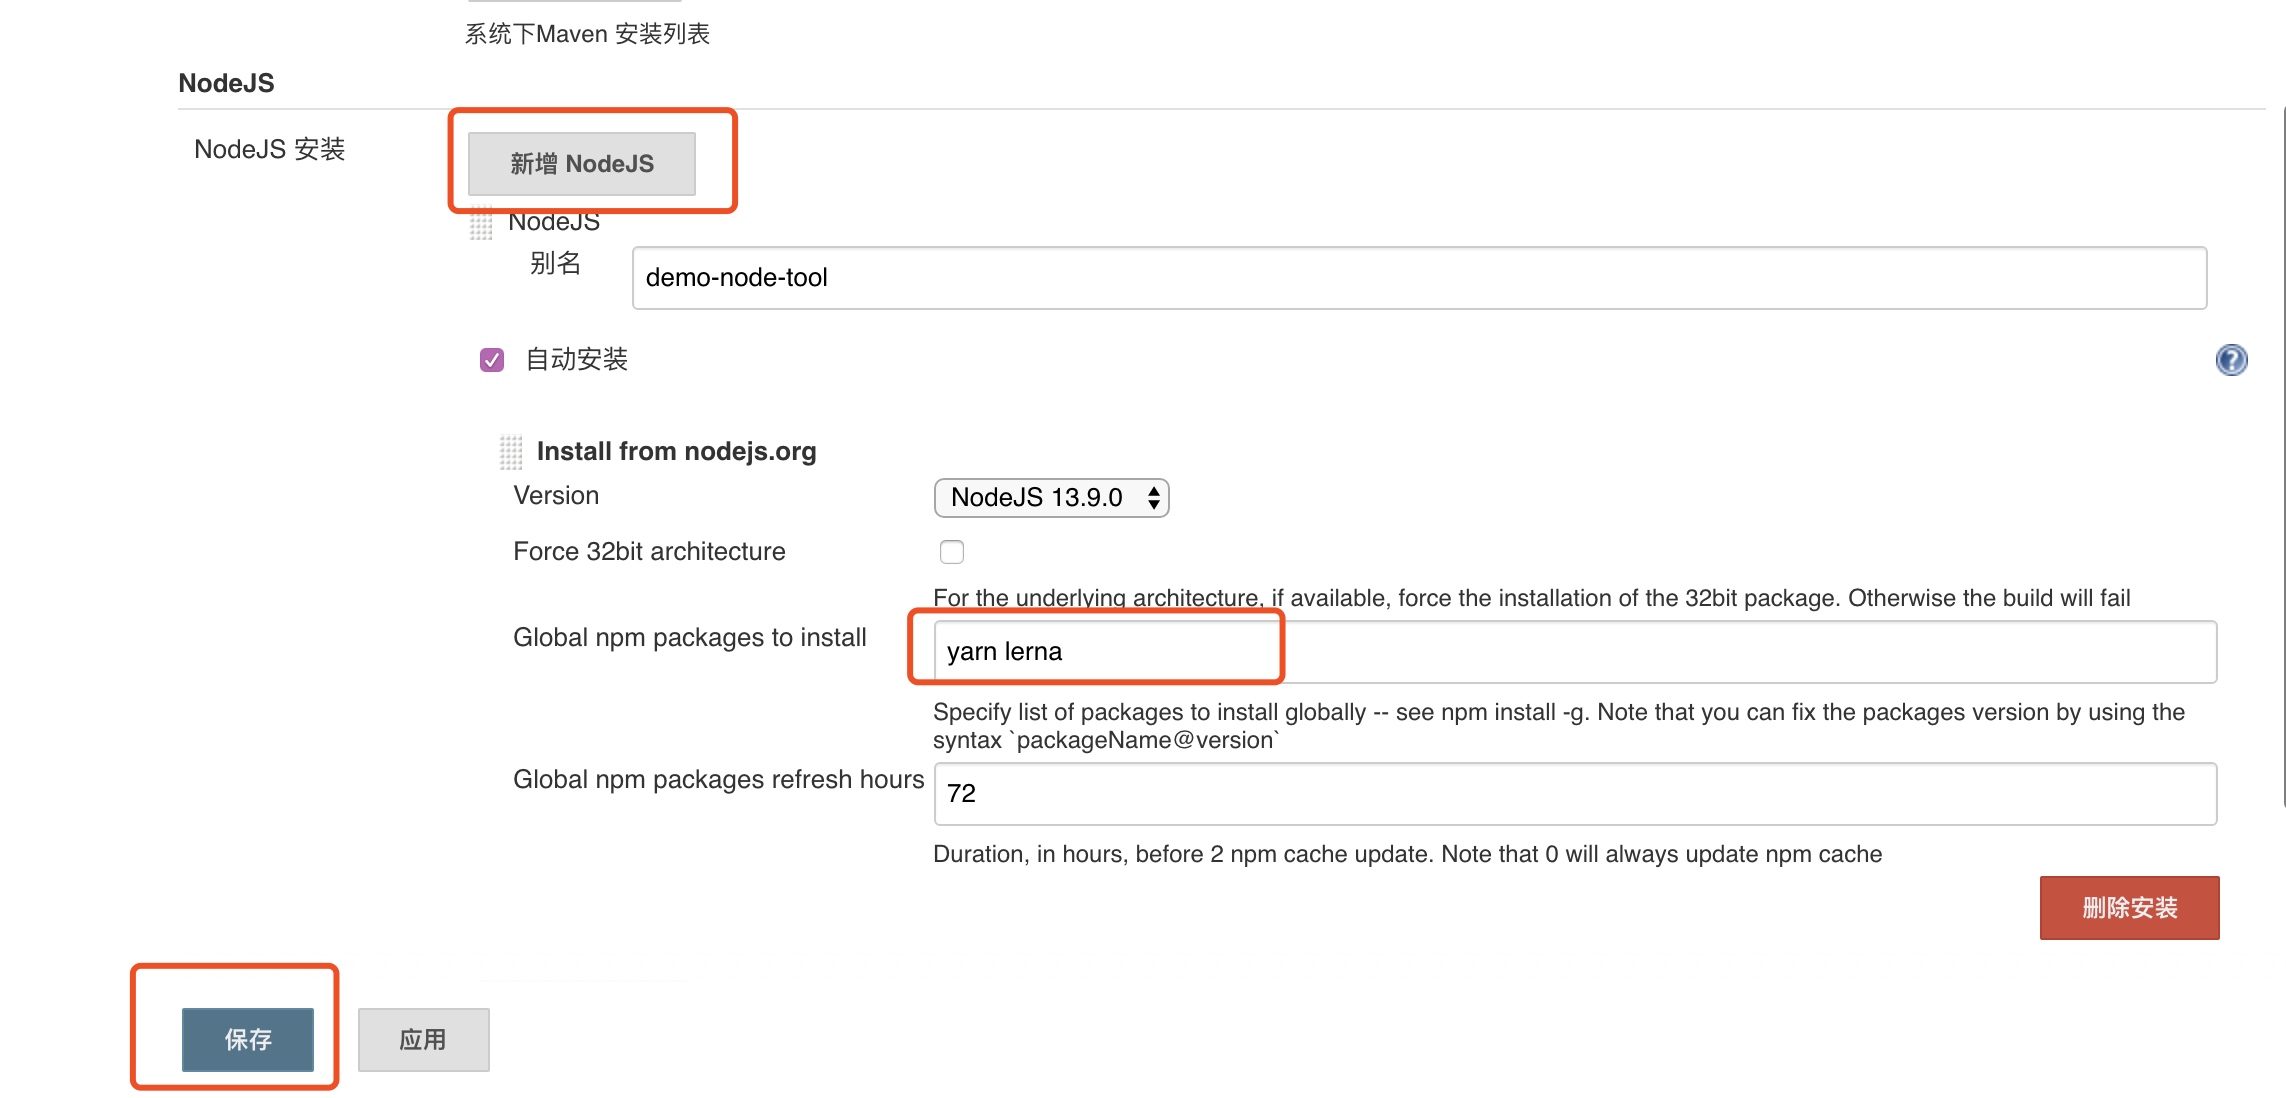 系统下Maven 安装列表
NodeJS
NodeJS 安装
新增 NodeJS
NodeJS
别名
demo-node-tool
自动安装
Install from nodejs.org
Version
NodeJS 13.9.0
Force 32bit architecture
For the underlying architecture, if available, force the installation of the 32bit package. Otherwise the build will fail
Global npm packages to install
yarn lerna
Specify list of packages to install globally -- see npm install -g. Note that you can fix the packages version by using the
syntax `packageName@version`
Global npm packages refresh hours
72
Duration, in hours, before 2 npm cache update. Note that 0 will always update npm cache
删除安装
保存
应用